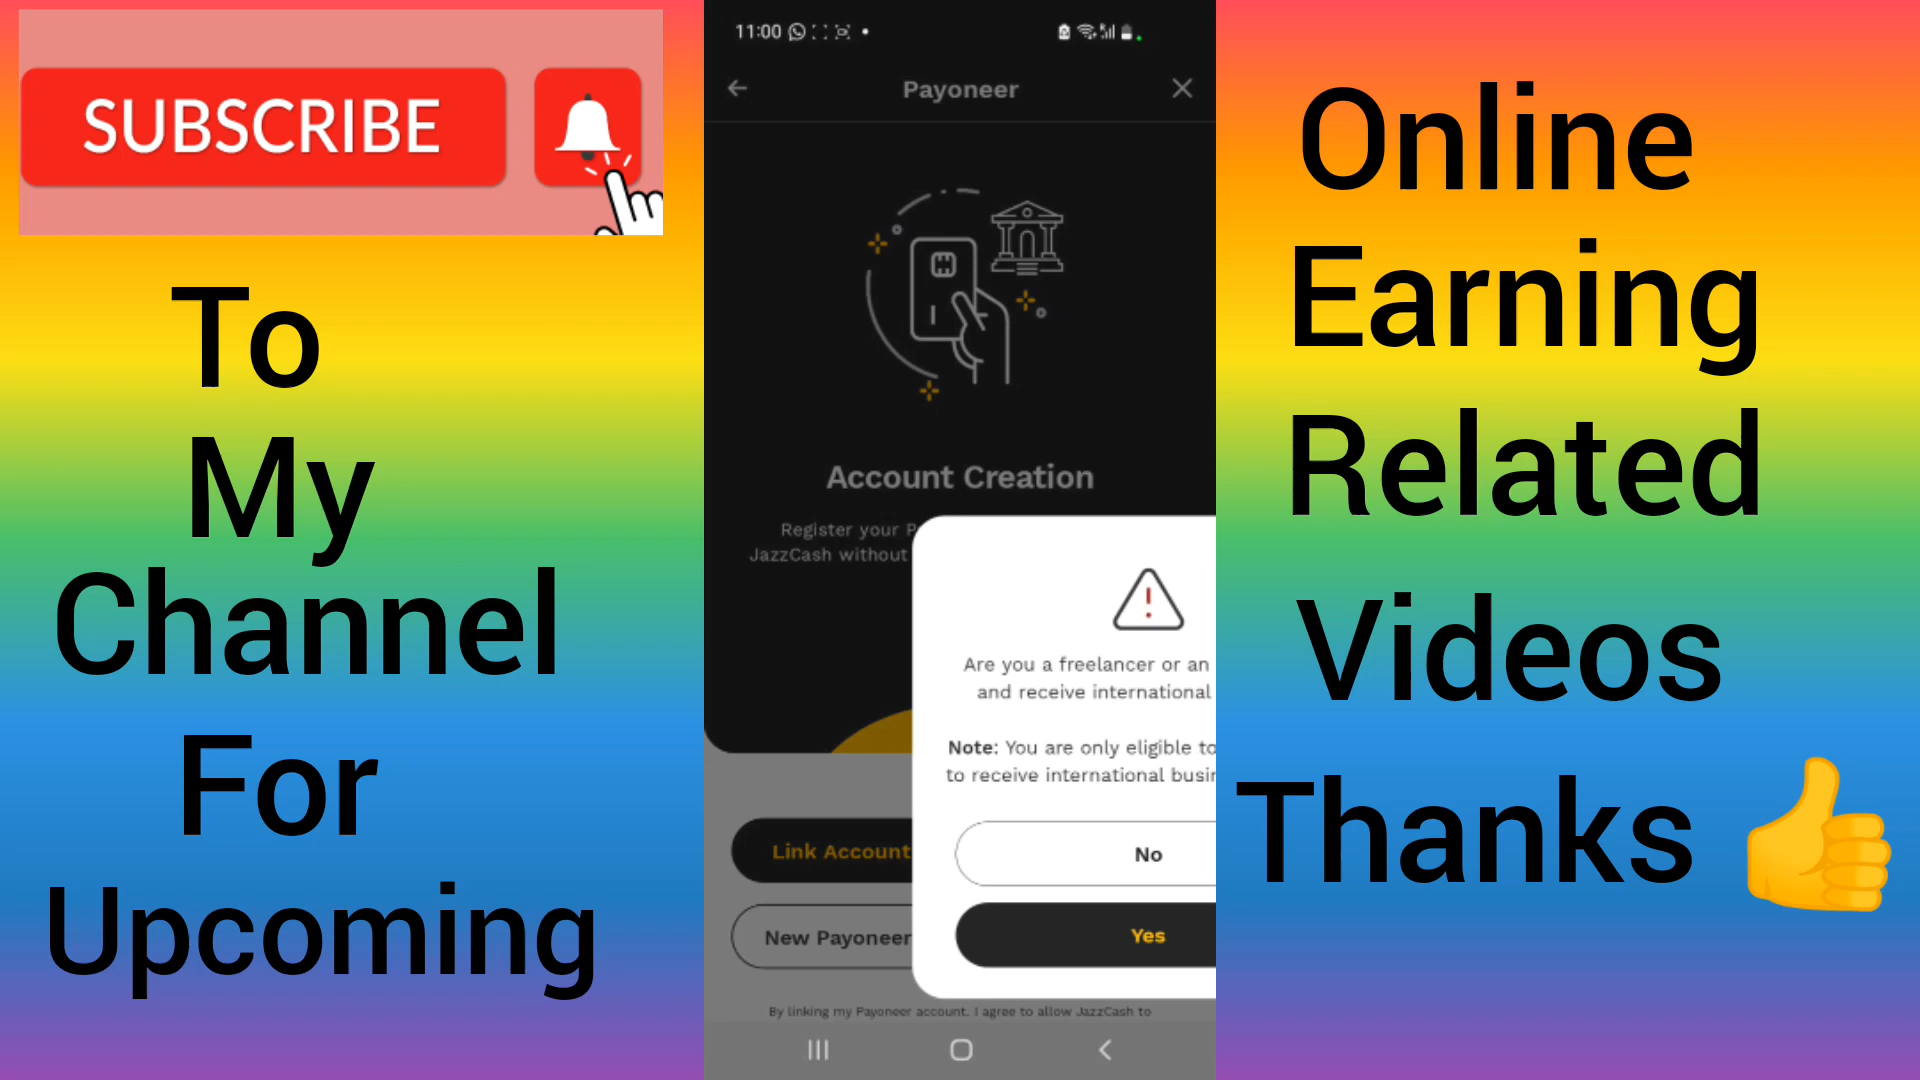 SUBSCRIBE
To
My
Channel
For
Upcoming
11:00
Payoneer
Account Creation
Register your P
JazzCash without
Are you a freelancer or an
and receive international
Note: You are only eligible to
to receive international busin
No
Yes
Link Account
New Payoneer
By linking my Payoneer account. I agree to allow JazzCash to
Online
Earning
Related
Videos
Thanks 👍